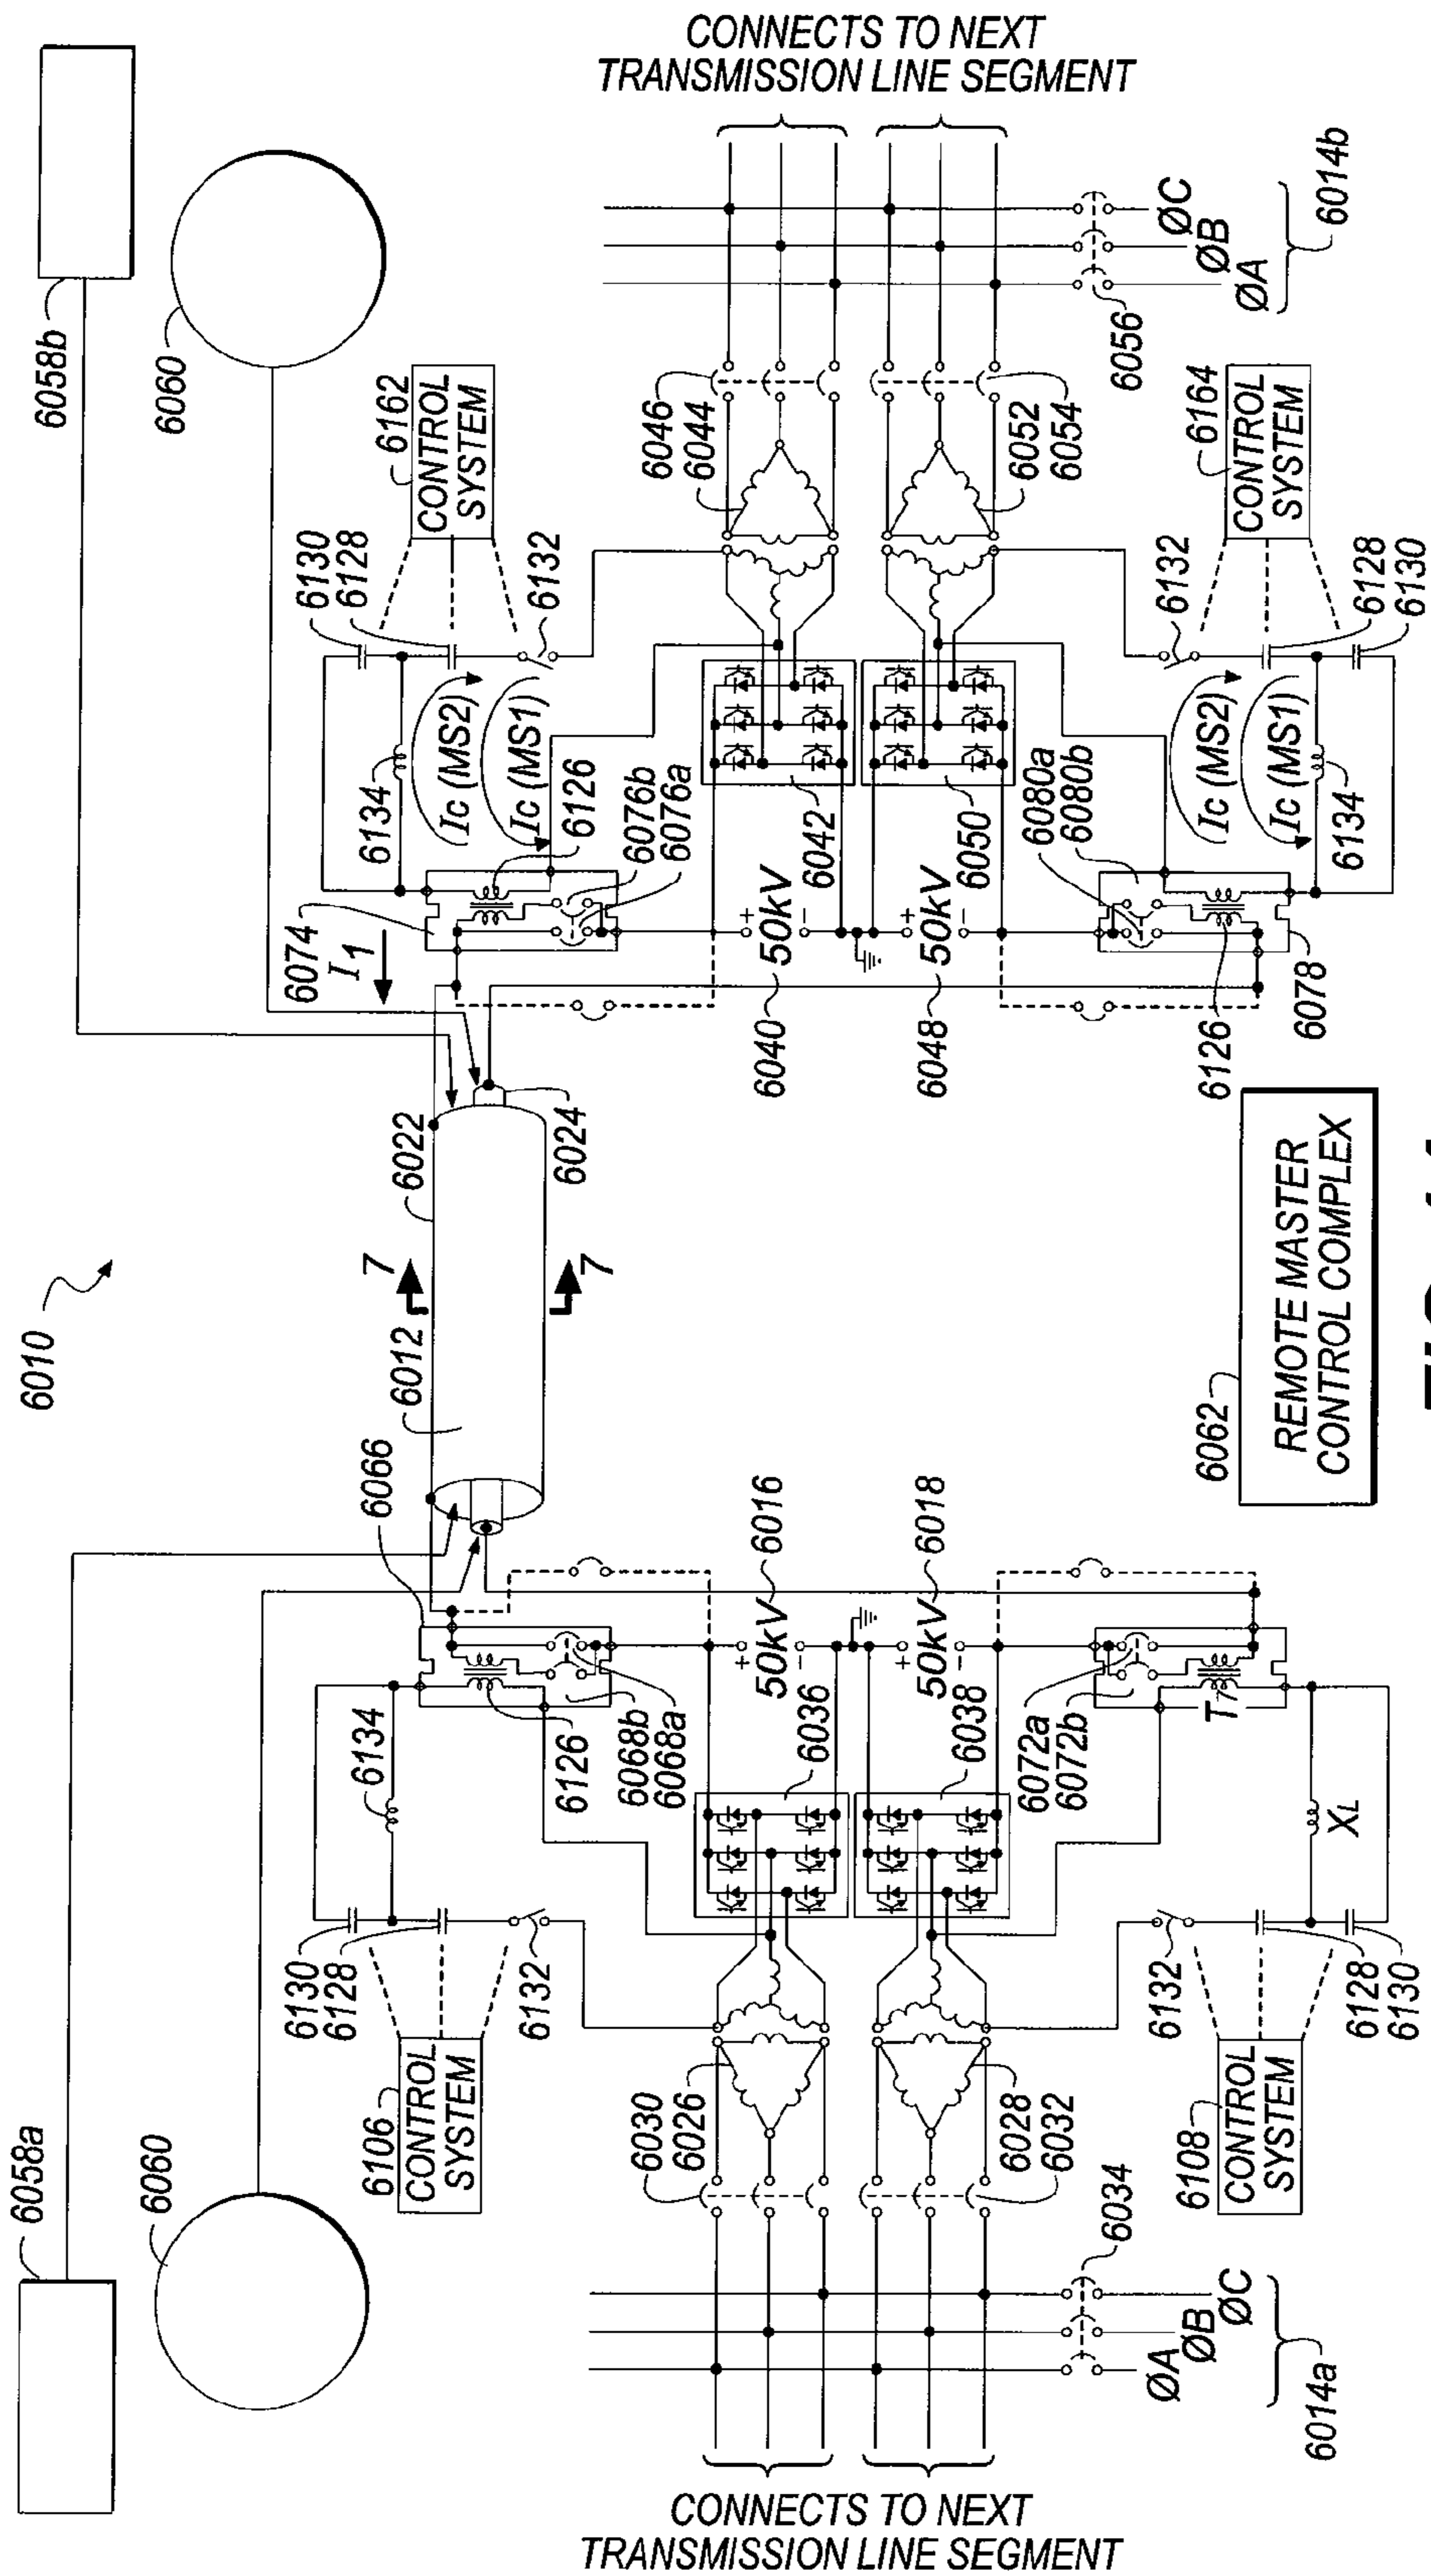 6010
6058a
6060
6106
CONTROL
SYSTEM
6130
6128
6132
6134
6126
6068b
6068a
6066
6012
6022
6024
7
7
I1
6074
6134
6130
6128
6132
Ic (MS2)
Ic (MS1)
6126
6076b
6076a
6162
CONTROL
SYSTEM
6058b
6060
CONNECTS TO NEXT
TRANSMISSION LINE SEGMENT
6030
6026
6028
6032
6034
ØA
ØB
ØC
6014a
6036
6038
+
50kV
-
6016
+
50kV
-
6018
6040
+
50kV
-
6048
+
50kV
-
6042
6050
6046
6044
6052
6054
6056
ØA
ØB
ØC
6014b
CONNECTS TO NEXT
TRANSMISSION LINE SEGMENT
6108
CONTROL
SYSTEM
6132
6128
6130
XL
6072a
6072b
6062
REMOTE MASTER
CONTROL COMPLEX
6126
6078
6080a
6080b
Ic (MS2)
Ic (MS1)
6134
6132
6128
6130
6164
CONTROL
SYSTEM